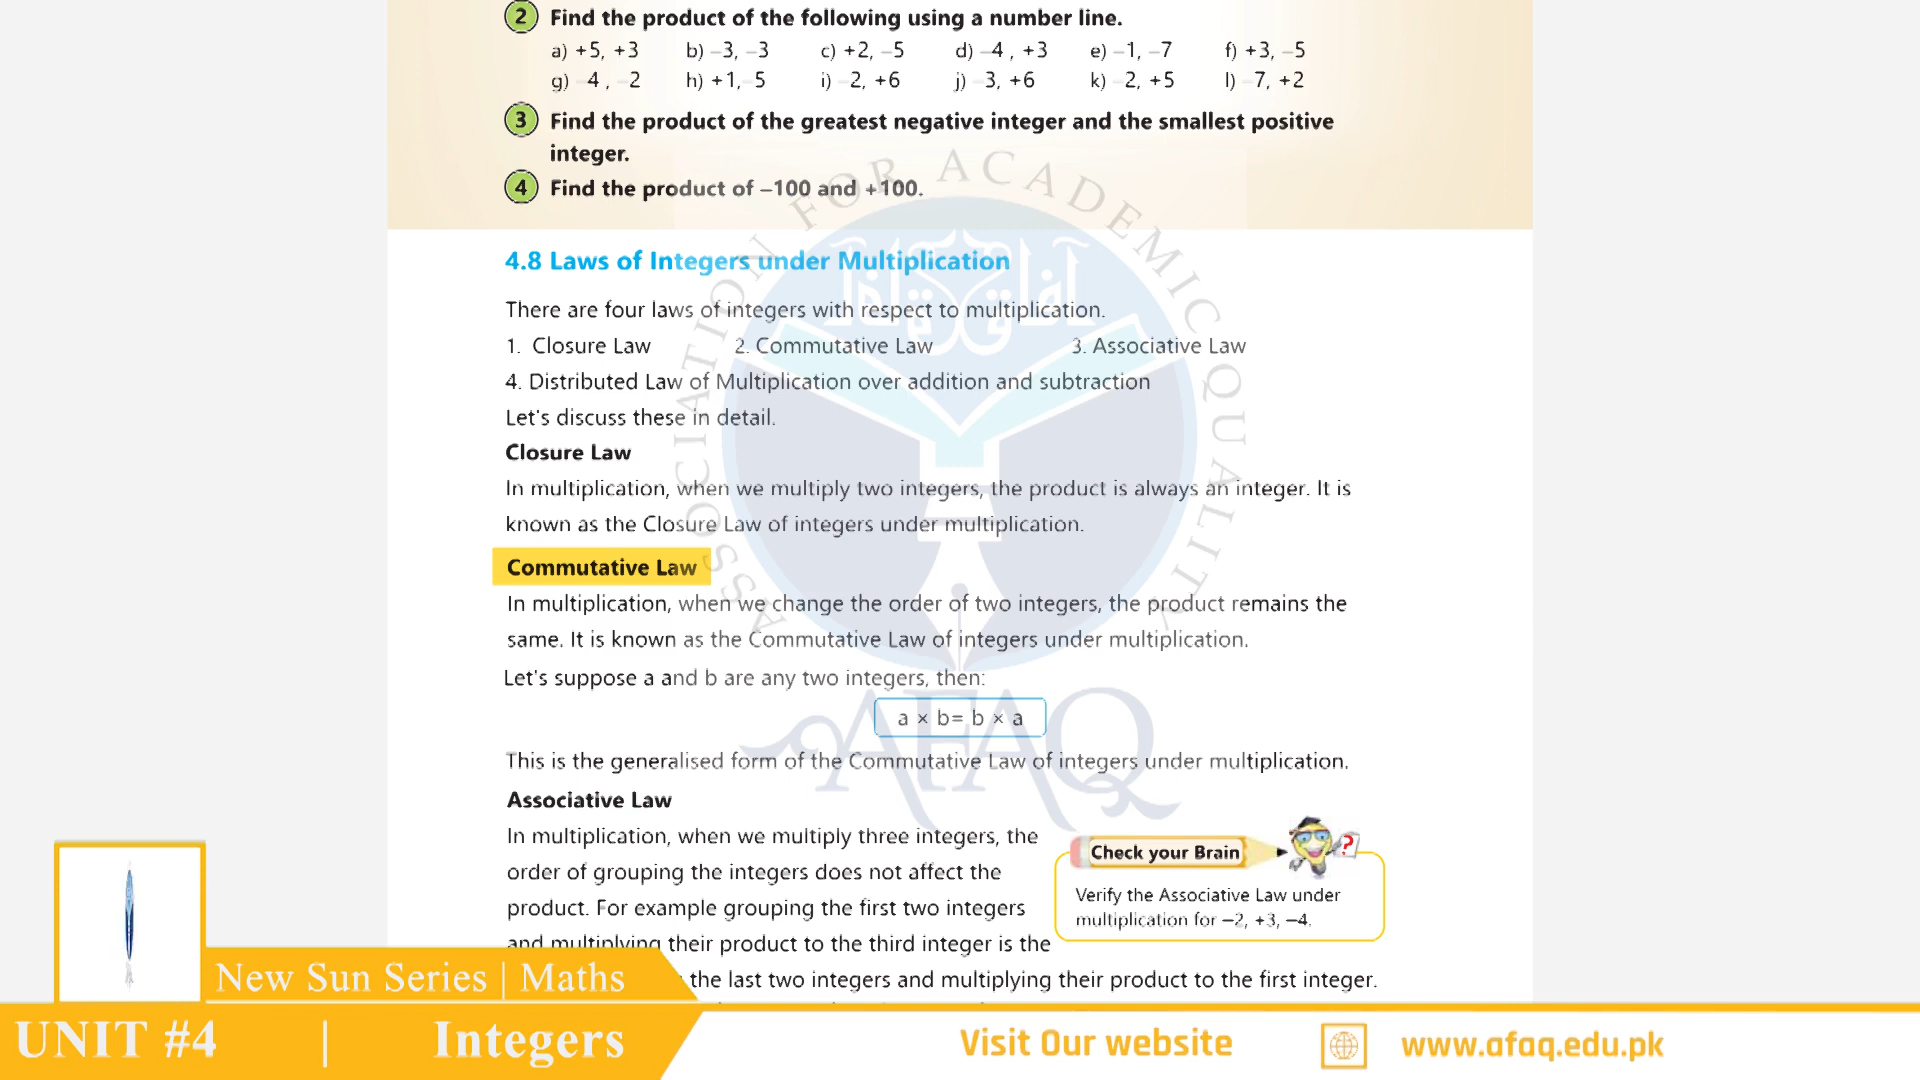 2 Find the product of the following using a number line.
a) +5, +3 b) –3, –3 c) +2, –5 d) –4 , +3 e) –1, –7 f) +3, –5
g) –4 , –2 h) +1,–5 i) –2, +6 j) –3, +6 k) –2, +5 l) –7, +2
3 Find the product of the greatest negative integer and the smallest positive
integer.
4 Find the product of –100 and +100.
ASSOCIATION FOR ACADEMIC QUALITY
آفاق
4.8 Laws of Integers under Multiplication
There are four laws of integers with respect to multiplication.
1. Closure Law 2. Commutative Law 3. Associative Law
4. Distributed Law of Multiplication over addition and subtraction
Let's discuss these in detail.
Closure Law
In multiplication, when we multiply two integers, the product is always an integer. It is
known as the Closure Law of integers under multiplication.
Commutative Law
In multiplication, when we change the order of two integers, the product remains the
same. It is known as the Commutative Law of integers under multiplication.
Let's suppose a and b are any two integers, then:
a × b= b × a
AFAQ
This is the generalised form of the Commutative Law of integers under multiplication.
Associative Law
In multiplication, when we multiply three integers, the
order of grouping the integers does not affect the
product. For example grouping the first two integers
and multiplying their product to the third integer is the
the last two integers and multiplying their product to the first integer.
Check your Brain
?
Verify the Associative Law under
multiplication for –2, +3, –4.
New Sun Series | Maths
UNIT #4 | Integers
Visit Our website www.afaq.edu.pk